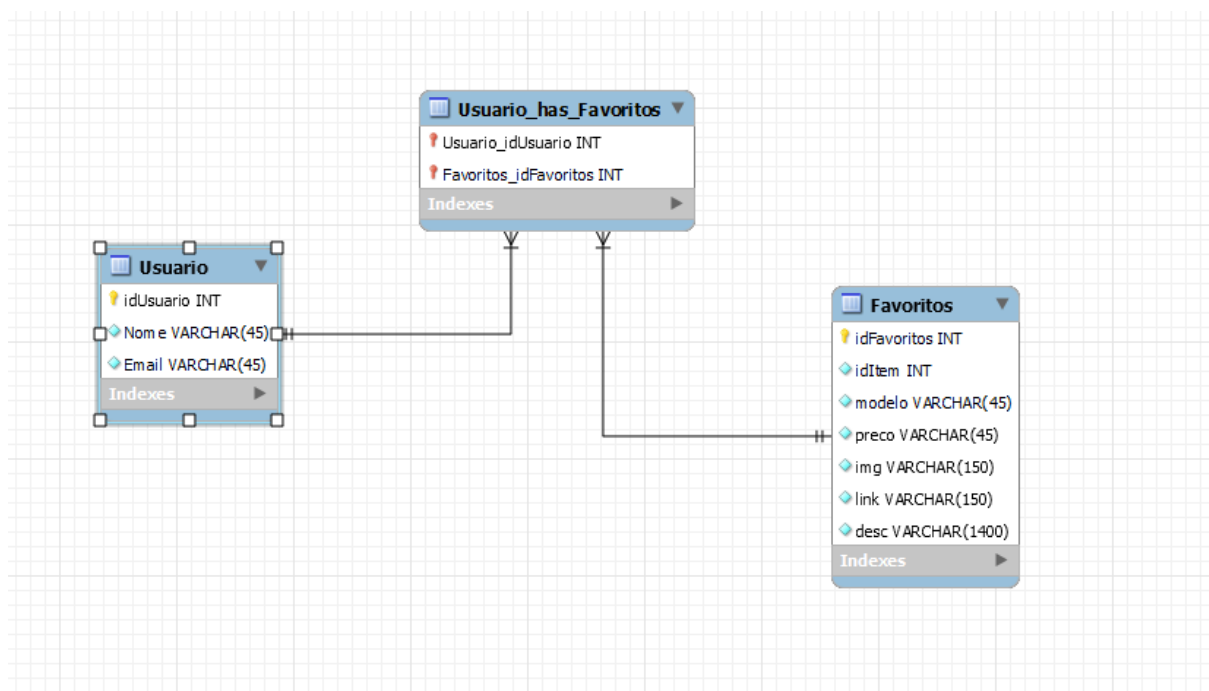 Usuario_has_Favoritos
Usuario_idUsuario INT
Favoritos_idFavoritos INT
Indexes
Usuario
idUsuario INT
Nome VARCHAR(45)
Email VARCHAR(45)
Indexes
Favoritos
idFavoritos INT
idItem INT
modelo VARCHAR(45)
preco VARCHAR(45)
img VARCHAR(150)
link VARCHAR(150)
desc VARCHAR(1400)
Indexes